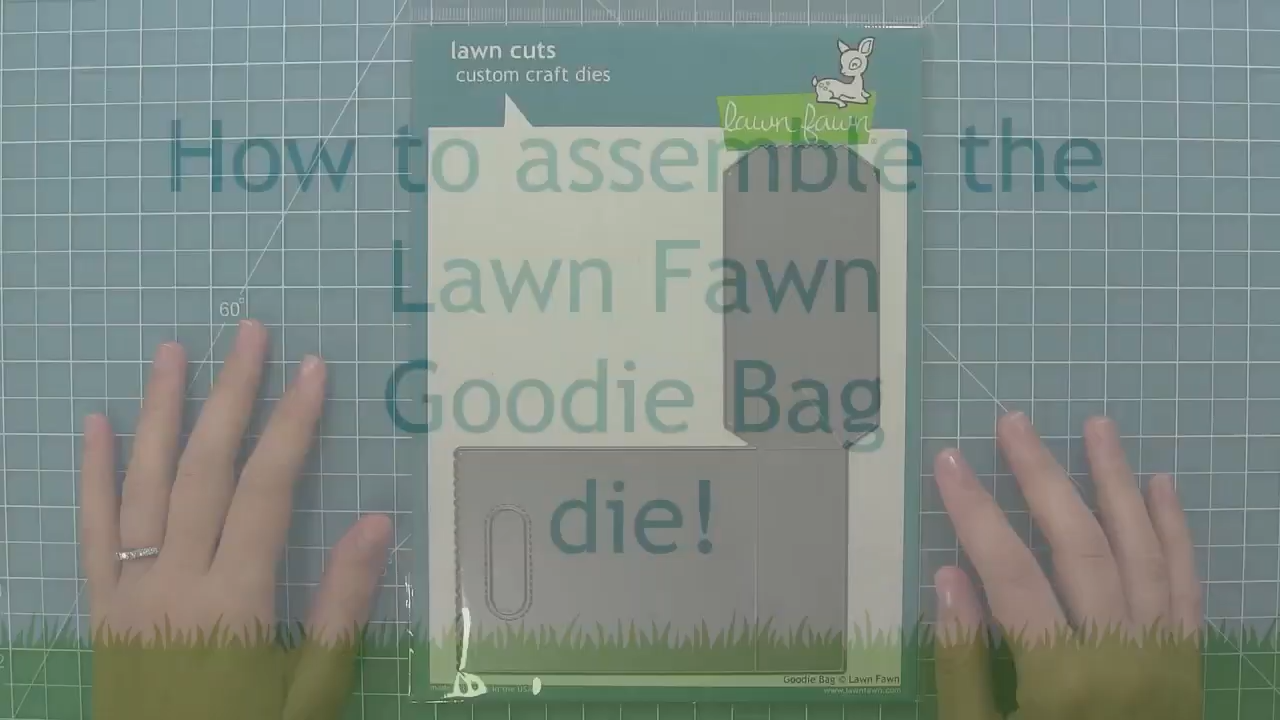 lawn cuts
custom craft dies
lawn fawn
How to assemble the
Lawn Fawn
Goodie Bag
die!
60°
Goodie Bag © Lawn Fawn
www.lawnfawn.com